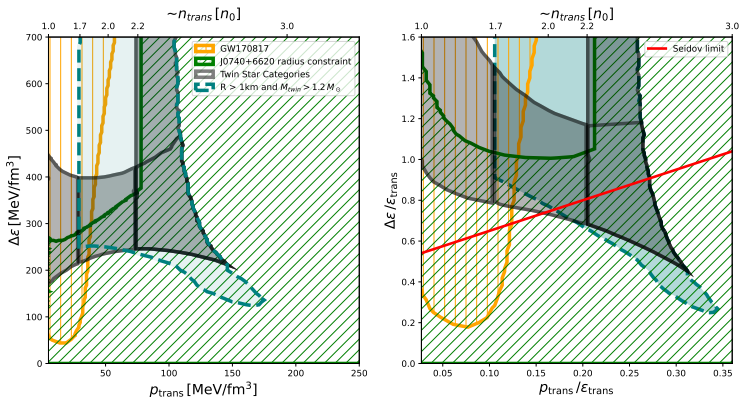 ~n_trans [n_0]
1.0 1.7 2.0 2.2 3.0
700
600
500
400
300
200
100
0
Δε [MeV/fm³]
GW170817
J0740+6620 radius constraint
Twin Star Categories
R > 1km and M_twin > 1.2 M_⊙
50 100 150 200 250
p_trans [MeV/fm³]
~n_trans [n_0]
1.0 1.7 2.0 2.2 3.0
1.6
1.4
1.2
1.0
0.8
0.6
0.4
0.2
0.0
Δε/ε_trans
Seidov limit
0.05 0.10 0.15 0.20 0.25 0.30 0.35
p_trans/ε_trans